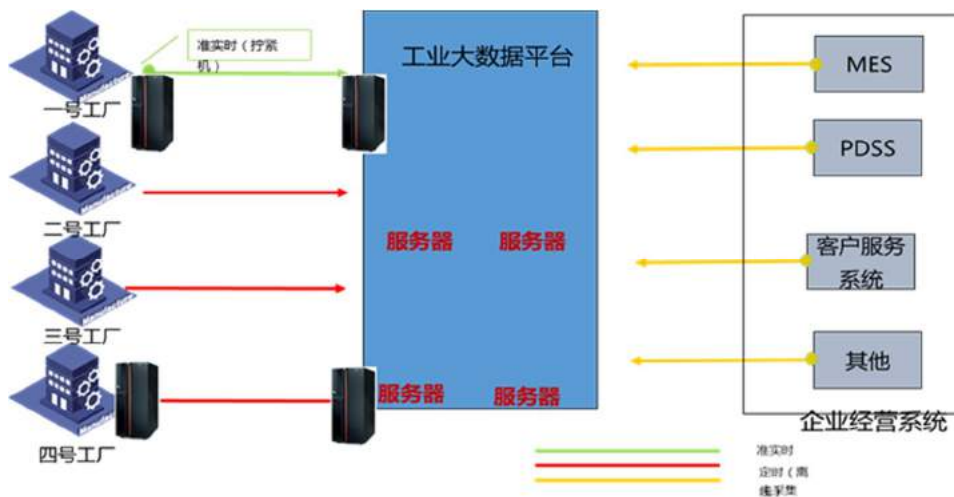 准实时（拧紧
机）
工业大数据平台
MES
一号工厂
PDSS
二号工厂
服务器
服务器
客户服务
系统
三号工厂
其他
服务器
服务器
企业经营系统
四号工厂
准实时
定时（离
线采集